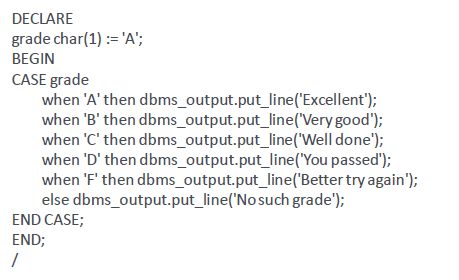 DECLARE
grade char(1) := 'A';
BEGIN
CASE grade
when 'A' then dbms_output.put_line('Excellent');
when 'B' then dbms_output.put_line('Very good');
when 'C' then dbms_output.put_line('Well done');
when 'D' then dbms_output.put_line('You passed');
when 'F' then dbms_output.put_line('Better try again');
else dbms_output.put_line('No such grade');
END CASE;
END;
/